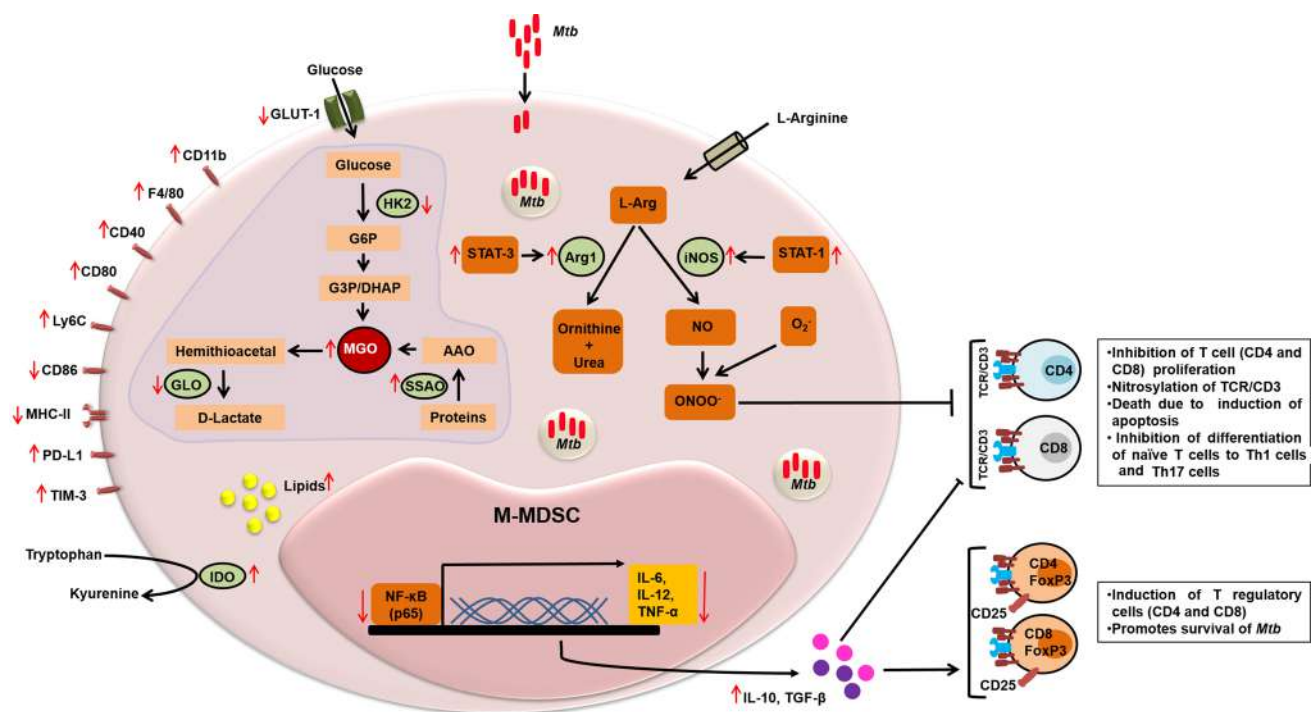 Mtb
Glucose
↓GLUT-1
L-Arginine
↑CD11b
↑F4/80
↑CD40
↑CD80
↑Ly6C
↓CD86
↓MHC-II
↑PD-L1
↑TIM-3
Glucose
HK2↓
G6P
G3P/DHAP
↑MGO
Hemithioacetal
AAO
↓GLO
↑SSAO
D-Lactate
Proteins
Mtb
L-Arg
↑STAT-3
↑Arg1
iNOS↑
STAT-1↑
Ornithine
+
Urea
NO
O₂⁻
ONOO⁻
Mtb
Mtb
Lipids↑
Tryptophan
IDO↑
Kyurenine
M-MDSC
↓NF-κB
(p65)
IL-6,
IL-12,
TNF-α↓
↑IL-10, TGF-β
TCR/CD3
CD4
TCR/CD3
CD8
•Inhibition of T cell (CD4 and
CD8) proliferation
•Nitrosylation of TCR/CD3
•Death due to induction of
apoptosis
• Inhibition of differentiation
of naïve T cells to Th1 cells
and Th17 cells
CD4
FoxP3
CD25
CD8
FoxP3
CD25
•Induction of T regulatory
cells (CD4 and CD8)
•Promotes survival of Mtb